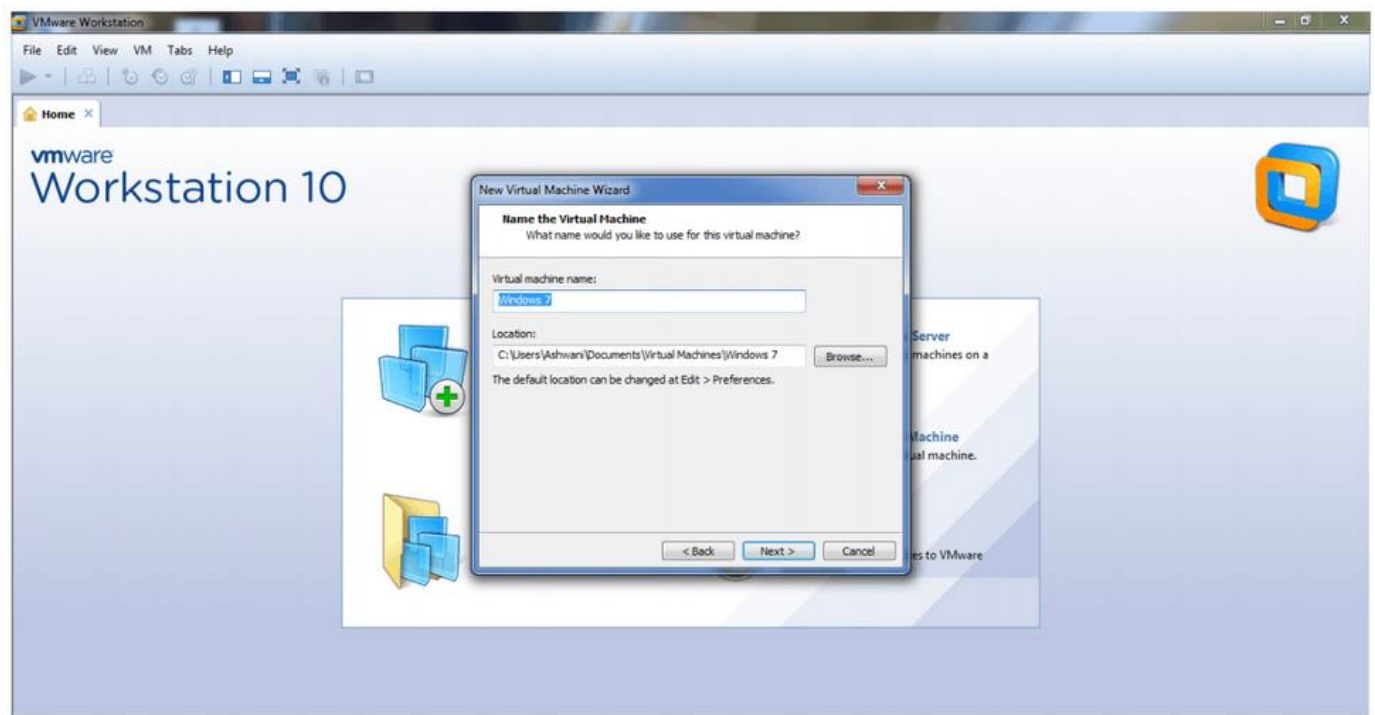 VMware Workstation
File Edit View VM Tabs Help
Home
vmware
Workstation 10
New Virtual Machine Wizard
Name the Virtual Machine
What name would you like to use for this virtual machine?
Virtual machine name:
Windows 7
Location:
C:\Users\Ashwani\Documents\Virtual Machines\Windows 7
Browse...
The default location can be changed at Edit > Preferences.
< Back
Next >
Cancel
Server
machines on a
Machine
ual machine.
es to VMware